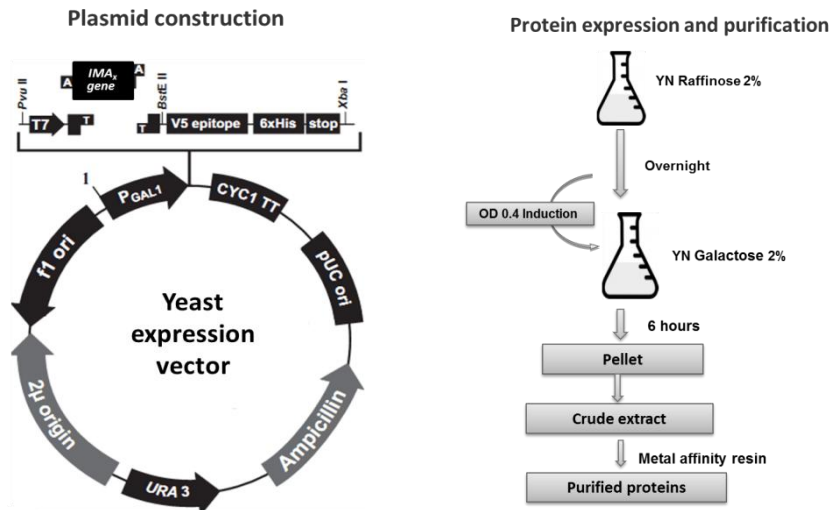 Plasmid construction
A
IMAx
gene
A
Pvu II
BstE II
Xba I
T7
T
T
V5 epitope
6xHis
stop
1
PGAL1
CYC1 TT
f1 ori
pUC ori
Yeast
expression
vector
2µ origin
Ampicillin
URA 3
Protein expression and purification
YN Raffinose 2%
Overnight
OD 0.4 Induction
YN Galactose 2%
6 hours
Pellet
Crude extract
Metal affinity resin
Purified proteins